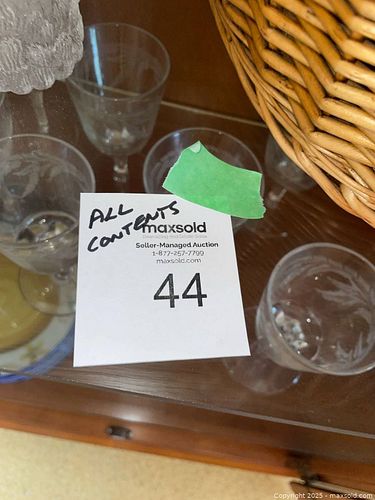 ALL
CONTENTS
maxsold
Seller-Managed Auction
1-877-257-7799
maxsold.com
44
Copyright 2025 - maxsold.com